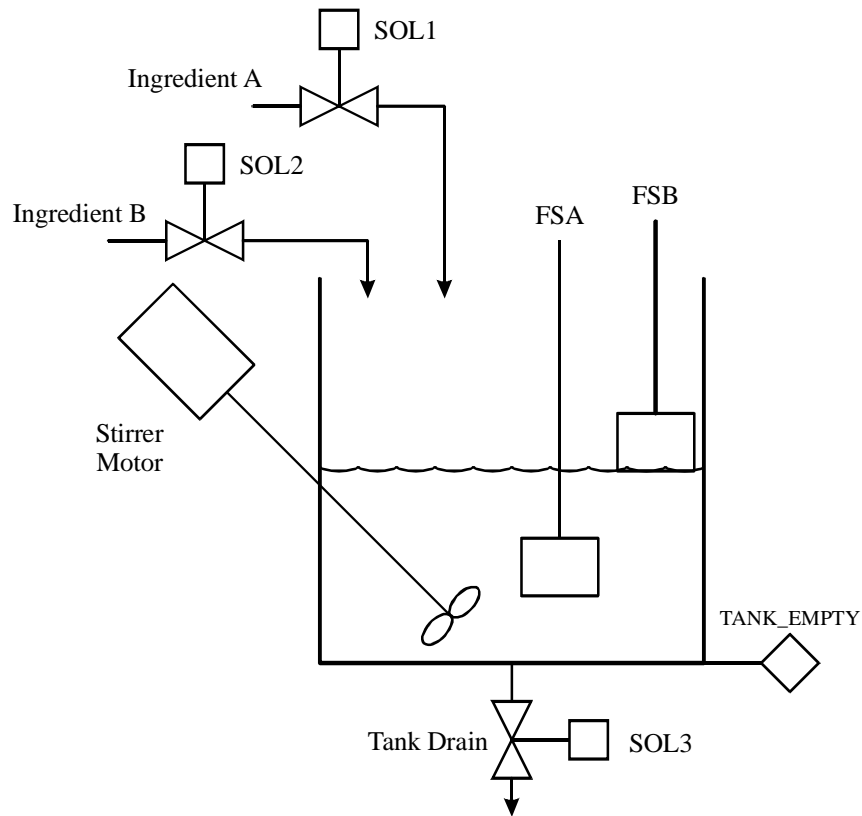 SOL1
Ingredient A
SOL2
Ingredient B
FSB
FSA
Stirrer
Motor
TANK_EMPTY
Tank Drain
SOL3